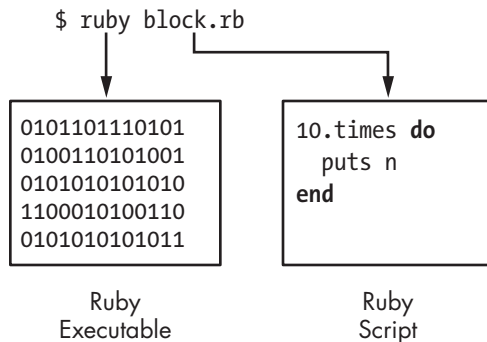 $ ruby block.rb
0101101110101
0100110101001
0101010101010
1100010100110
0101010101011
10.times do
puts n
end
Ruby
Executable
Ruby
Script